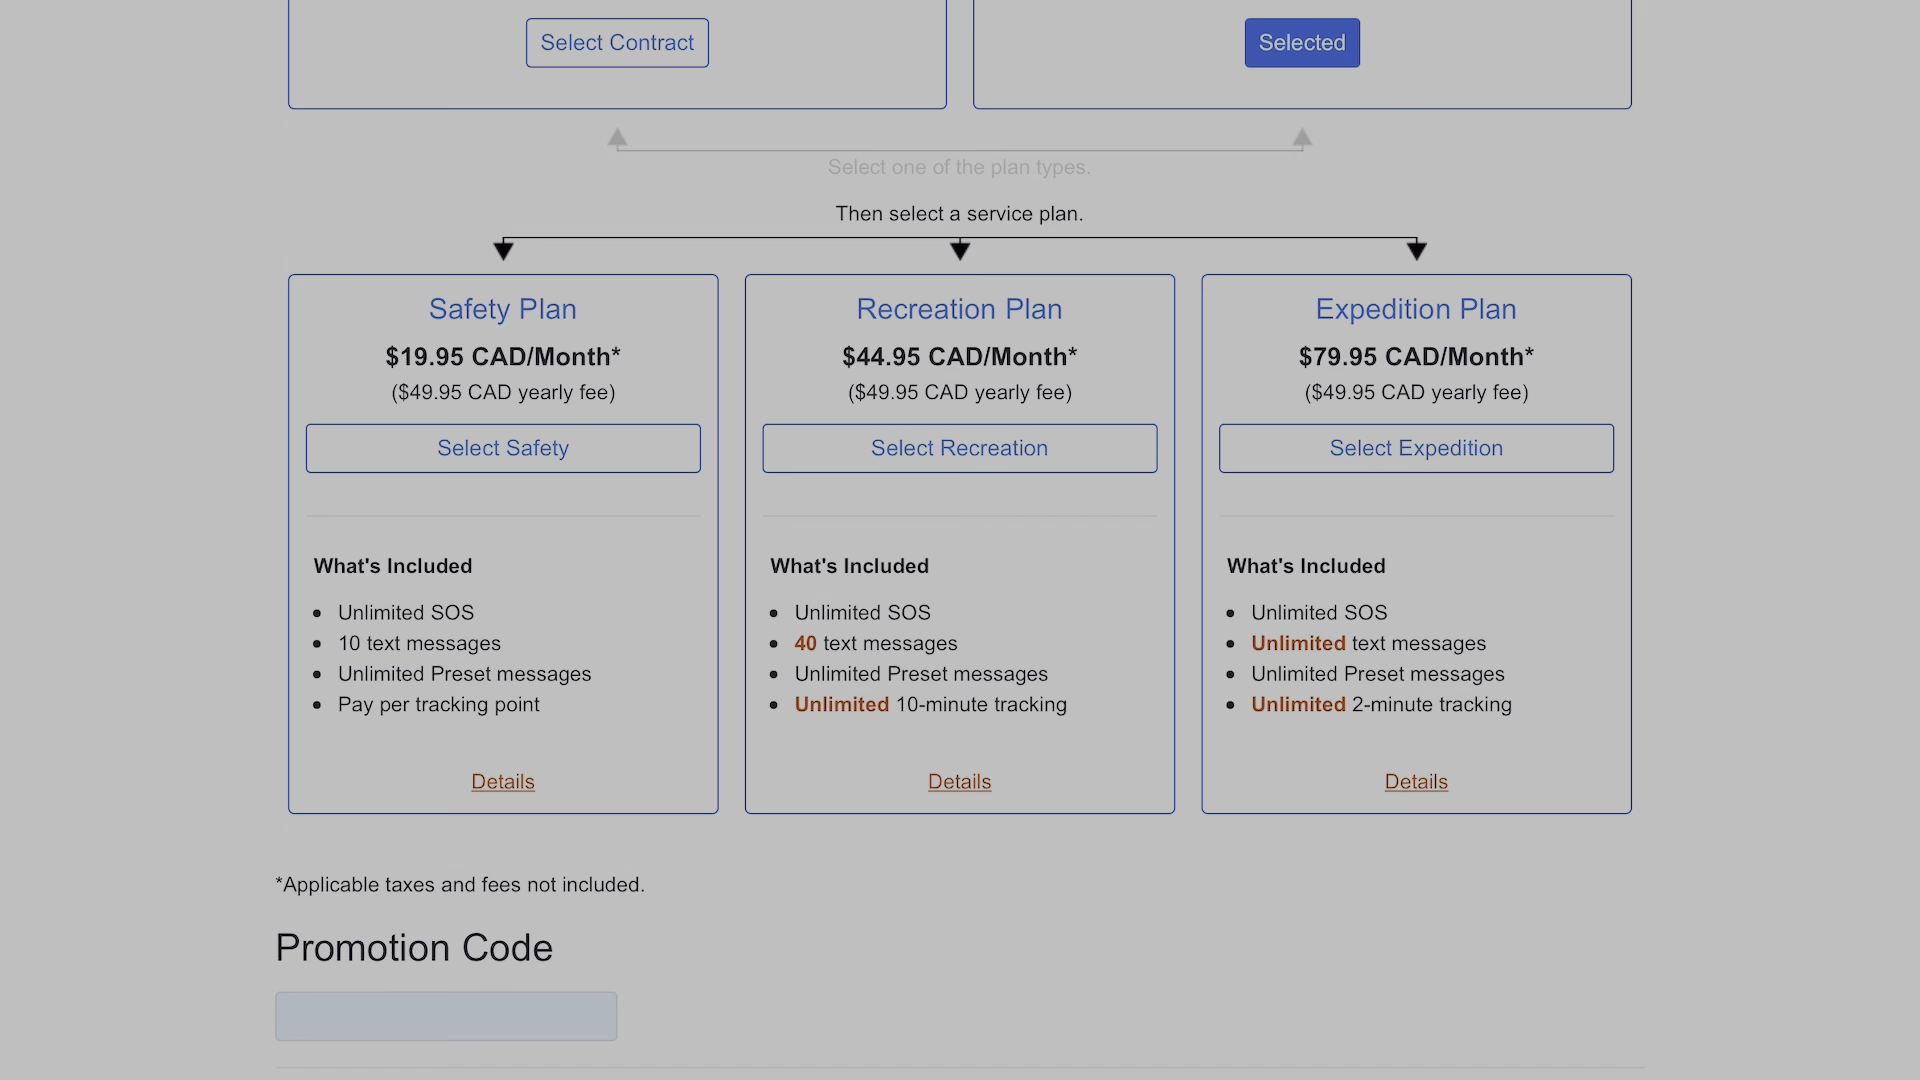 Select Contract
Selected
Select one of the plan types.
Then select a service plan.
Safety Plan
$19.95 CAD/Month*
($49.95 CAD yearly fee)
Select Safety
What's Included
Unlimited SOS
10 text messages
Unlimited Preset messages
Pay per tracking point
Details
Recreation Plan
$44.95 CAD/Month*
($49.95 CAD yearly fee)
Select Recreation
What's Included
Unlimited SOS
40 text messages
Unlimited Preset messages
Unlimited 10-minute tracking
Details
Expedition Plan
$79.95 CAD/Month*
($49.95 CAD yearly fee)
Select Expedition
What's Included
Unlimited SOS
Unlimited text messages
Unlimited Preset messages
Unlimited 2-minute tracking
Details
*Applicable taxes and fees not included.
Promotion Code